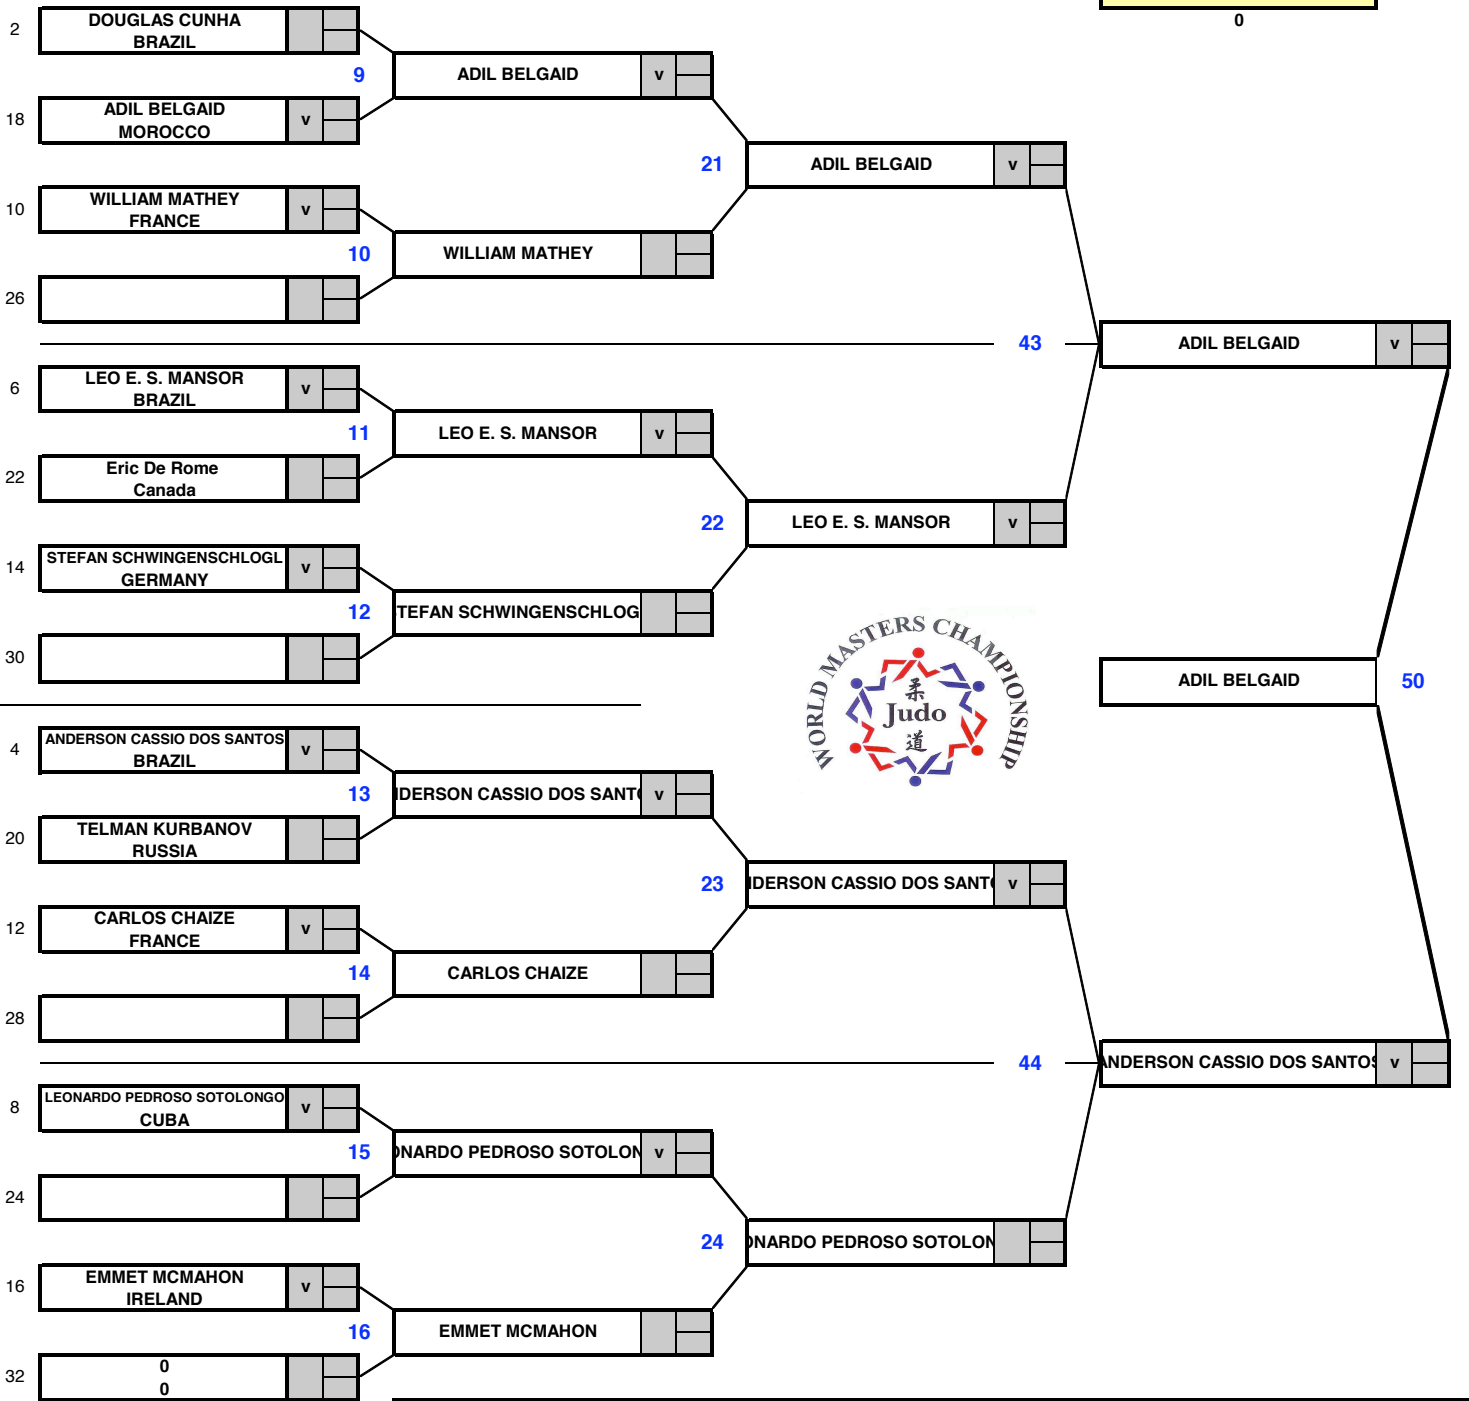 0
2
DOUGLAS CUNHA
BRAZIL
9
ADIL BELGAID
v
18
ADIL BELGAID
MOROCCO
v
21
ADIL BELGAID
v
10
WILLIAM MATHEY
FRANCE
v
10
WILLIAM MATHEY
26
43
ADIL BELGAID
v
6
LEO E. S. MANSOR
BRAZIL
v
11
LEO E. S. MANSOR
v
22
Eric De Rome
Canada
22
LEO E. S. MANSOR
v
14
STEFAN SCHWINGENSCHLOGL
GERMANY
v
12
TEFAN SCHWINGENSCHLOG
30
WORLD MASTERS CHAMPIONSHIP
柔
Judo
道
ADIL BELGAID
50
4
ANDERSON CASSIO DOS SANTOS
BRAZIL
v
13
NDERSON CASSIO DOS SANTO
v
20
TELMAN KURBANOV
RUSSIA
23
NDERSON CASSIO DOS SANTO
v
12
CARLOS CHAIZE
FRANCE
v
14
CARLOS CHAIZE
28
44
ANDERSON CASSIO DOS SANTOS
v
8
LEONARDO PEDROSO SOTOLONGO
CUBA
v
15
ONARDO PEDROSO SOTOLON
v
24
24
ONARDO PEDROSO SOTOLON
16
EMMET MCMAHON
IRELAND
v
16
EMMET MCMAHON
32
0
0